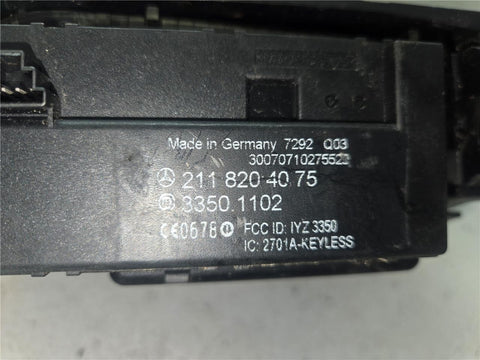 Made in Germany 7292 Q03
30070710275522
211 820 40 75
3350.1102
CE0678 FCC ID: IYZ 3350
IC: 2701A-KEYLESS